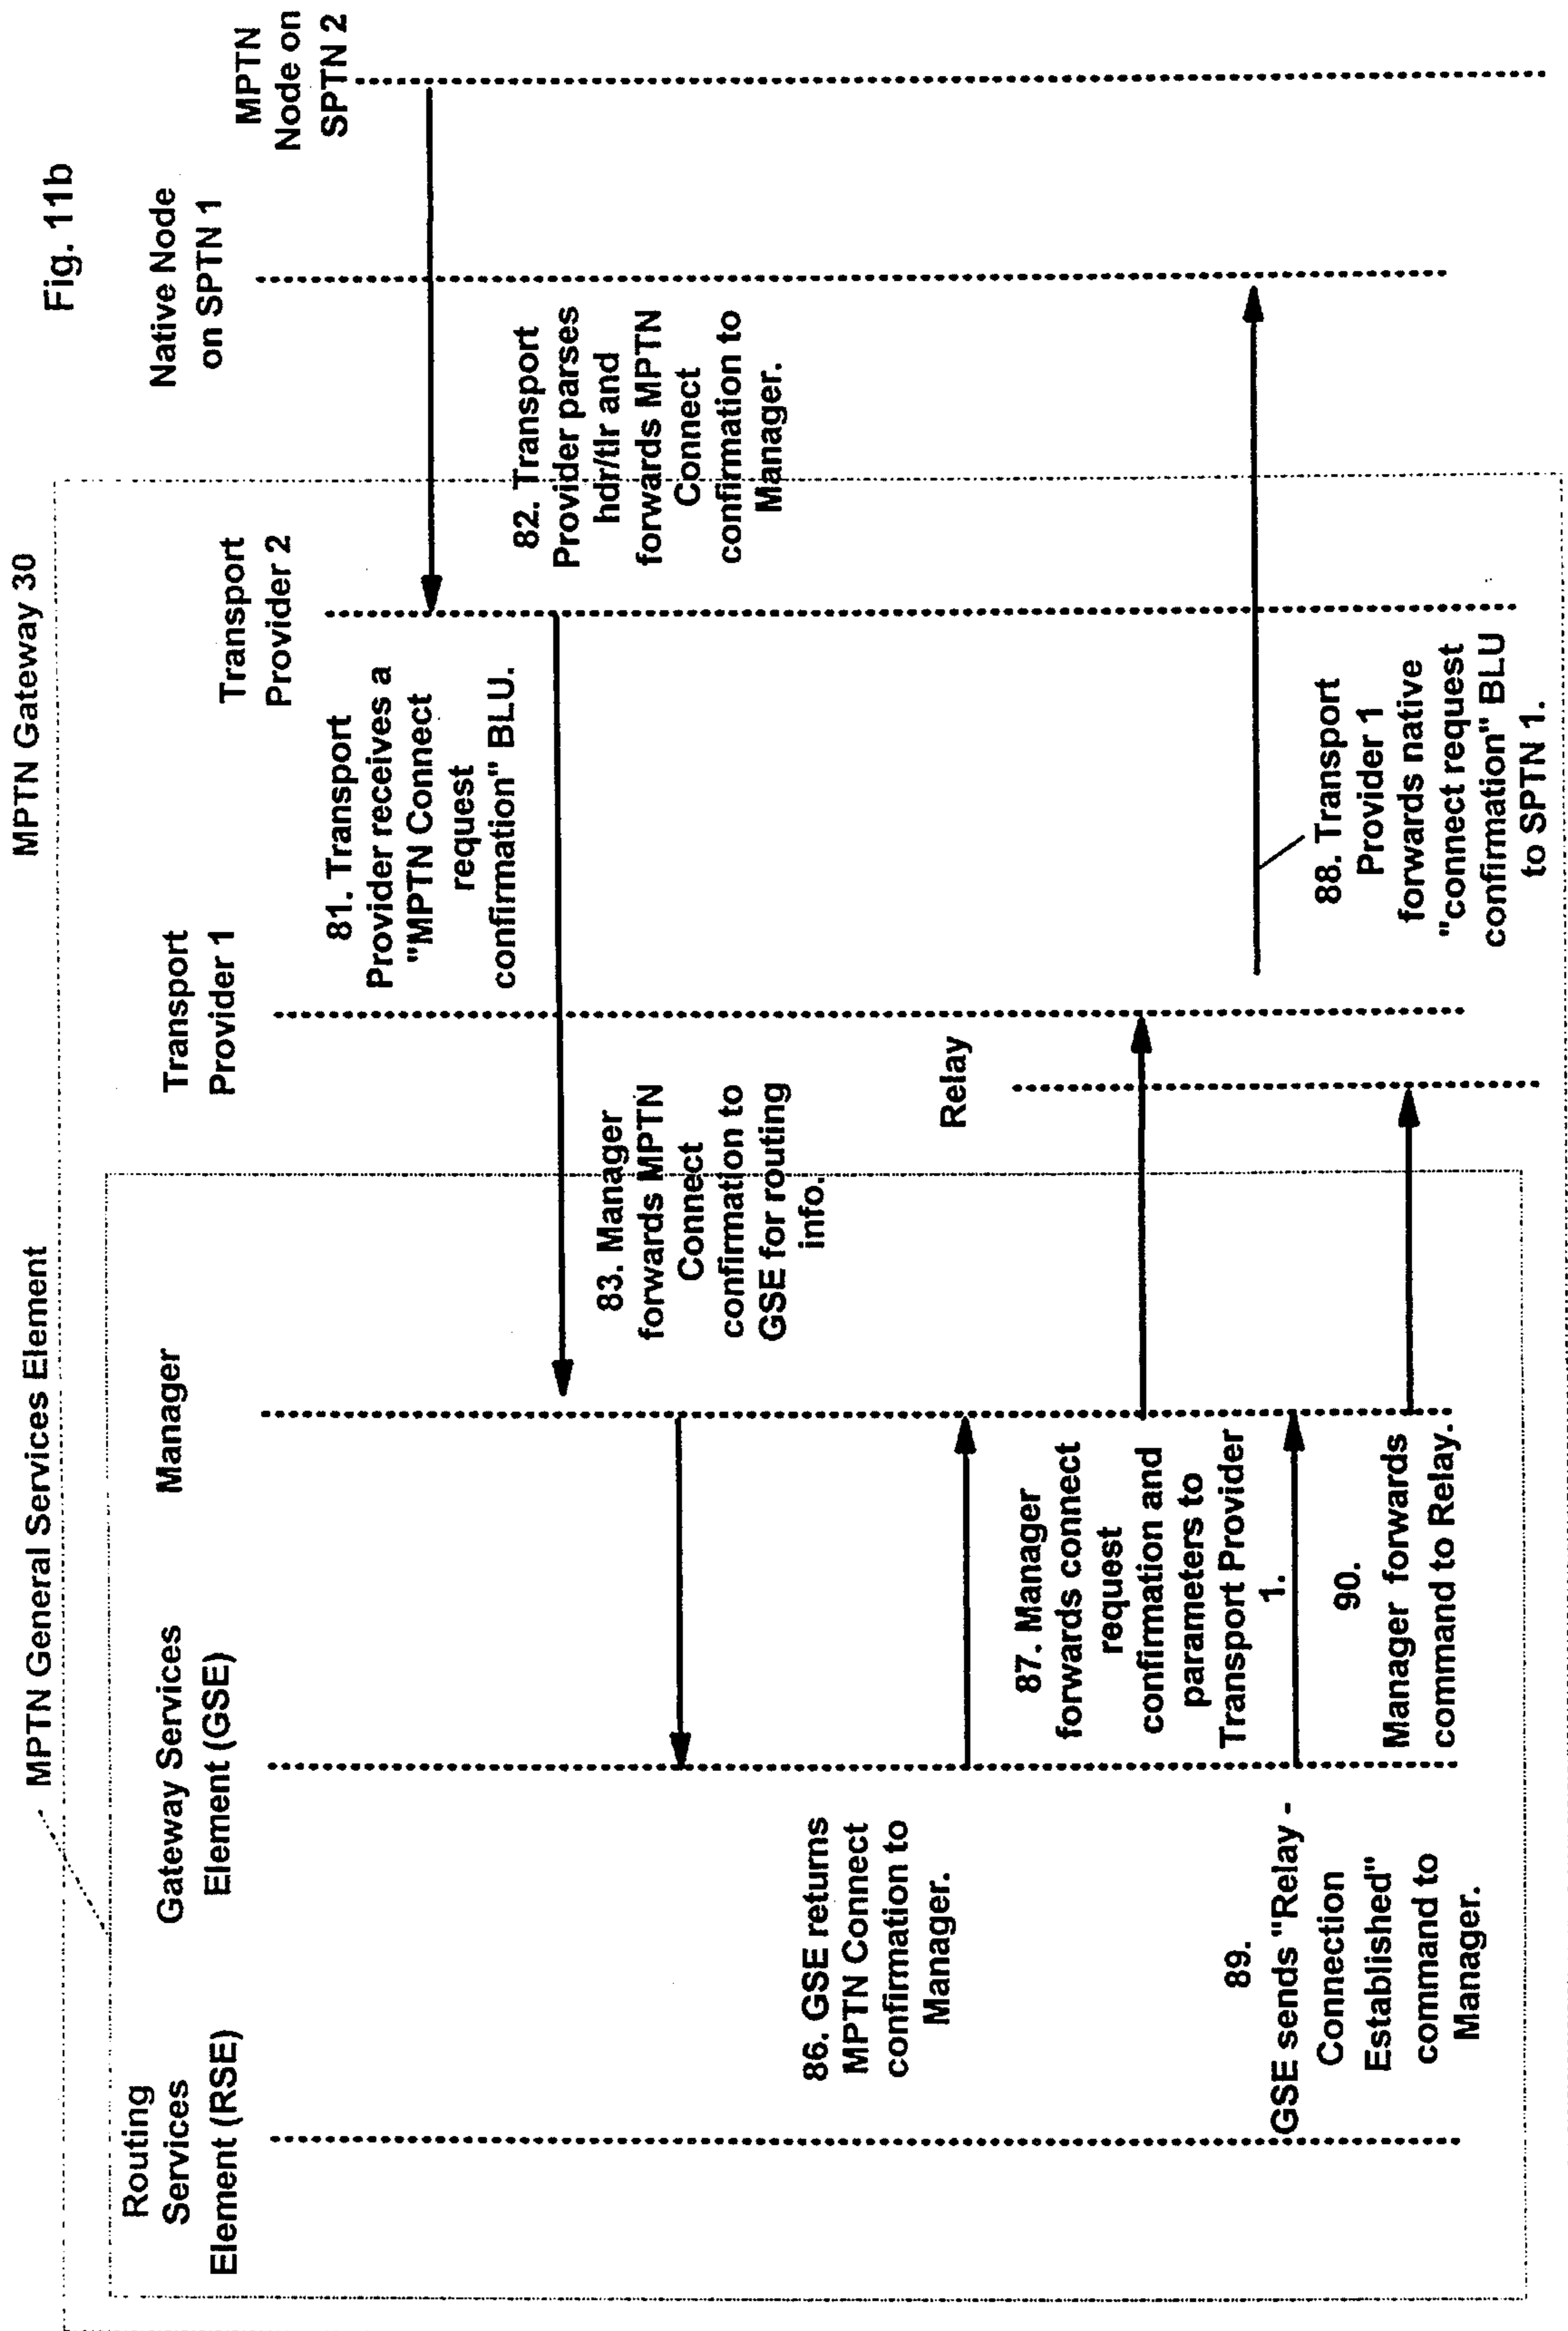 Fig. 11b
MPTN Gateway 30
MPTN General Services Element
Routing
Services
Element (RSE)
Gateway Services
Element (GSE)
Manager
Transport
Provider 1
Transport
Provider 2
Native Node
on SPTN 1
MPTN
Node on
SPTN 2
81. Transport
Provider receives a
"MPTN Connect
request
confirmation" BLU.
82. Transport
Provider parses
hdr/tlr and
forwards MPTN
Connect
confirmation to
Manager.
83. Manager
forwards MPTN
Connect
confirmation to
GSE for routing
info.
86. GSE returns
MPTN Connect
confirmation to
Manager.
Relay
87. Manager
forwards connect
request
confirmation and
parameters to
Transport Provider
1.
88. Transport
Provider 1
forwards native
"connect request
confirmation" BLU
to SPTN 1.
89.
GSE sends "Relay -
Connection
Established"
command to
Manager.
90.
Manager forwards
command to Relay.